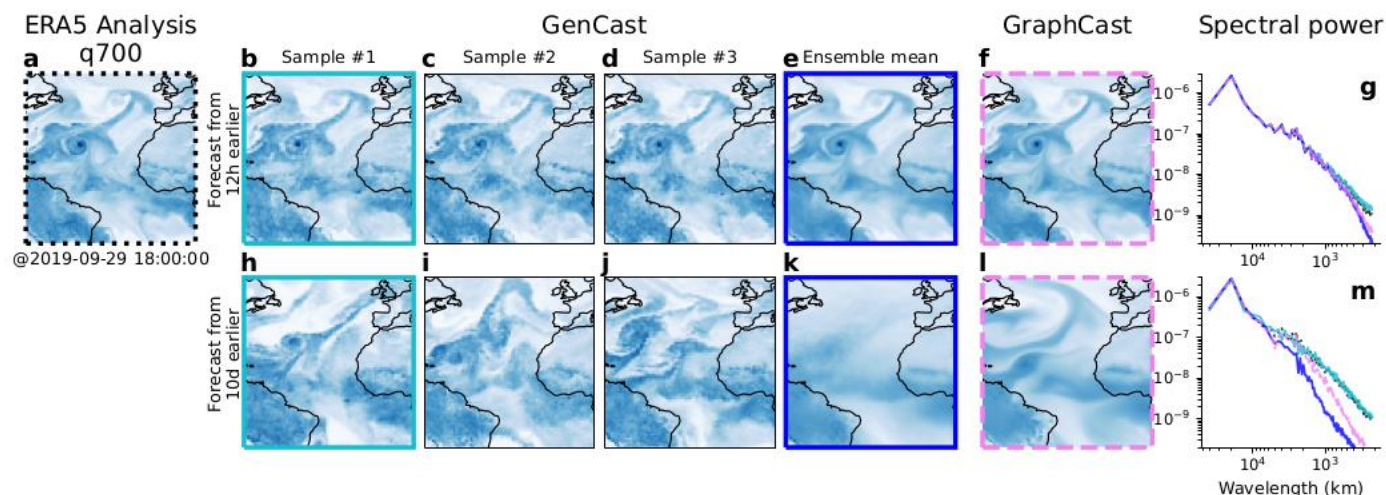 ERA5 Analysis
q700
GenCast
GraphCast
Spectral power
a
b
Sample #1
c
Sample #2
d
Sample #3
e
Ensemble mean
f
g
Forecast from
12h earlier
10⁻⁶
10⁻⁷
10⁻⁸
10⁻⁹
10⁴
10³
@2019-09-29 18:00:00
h
i
j
k
l
m
Forecast from
10d earlier
10⁻⁶
10⁻⁷
10⁻⁸
10⁻⁹
10⁴
10³
Wavelength (km)